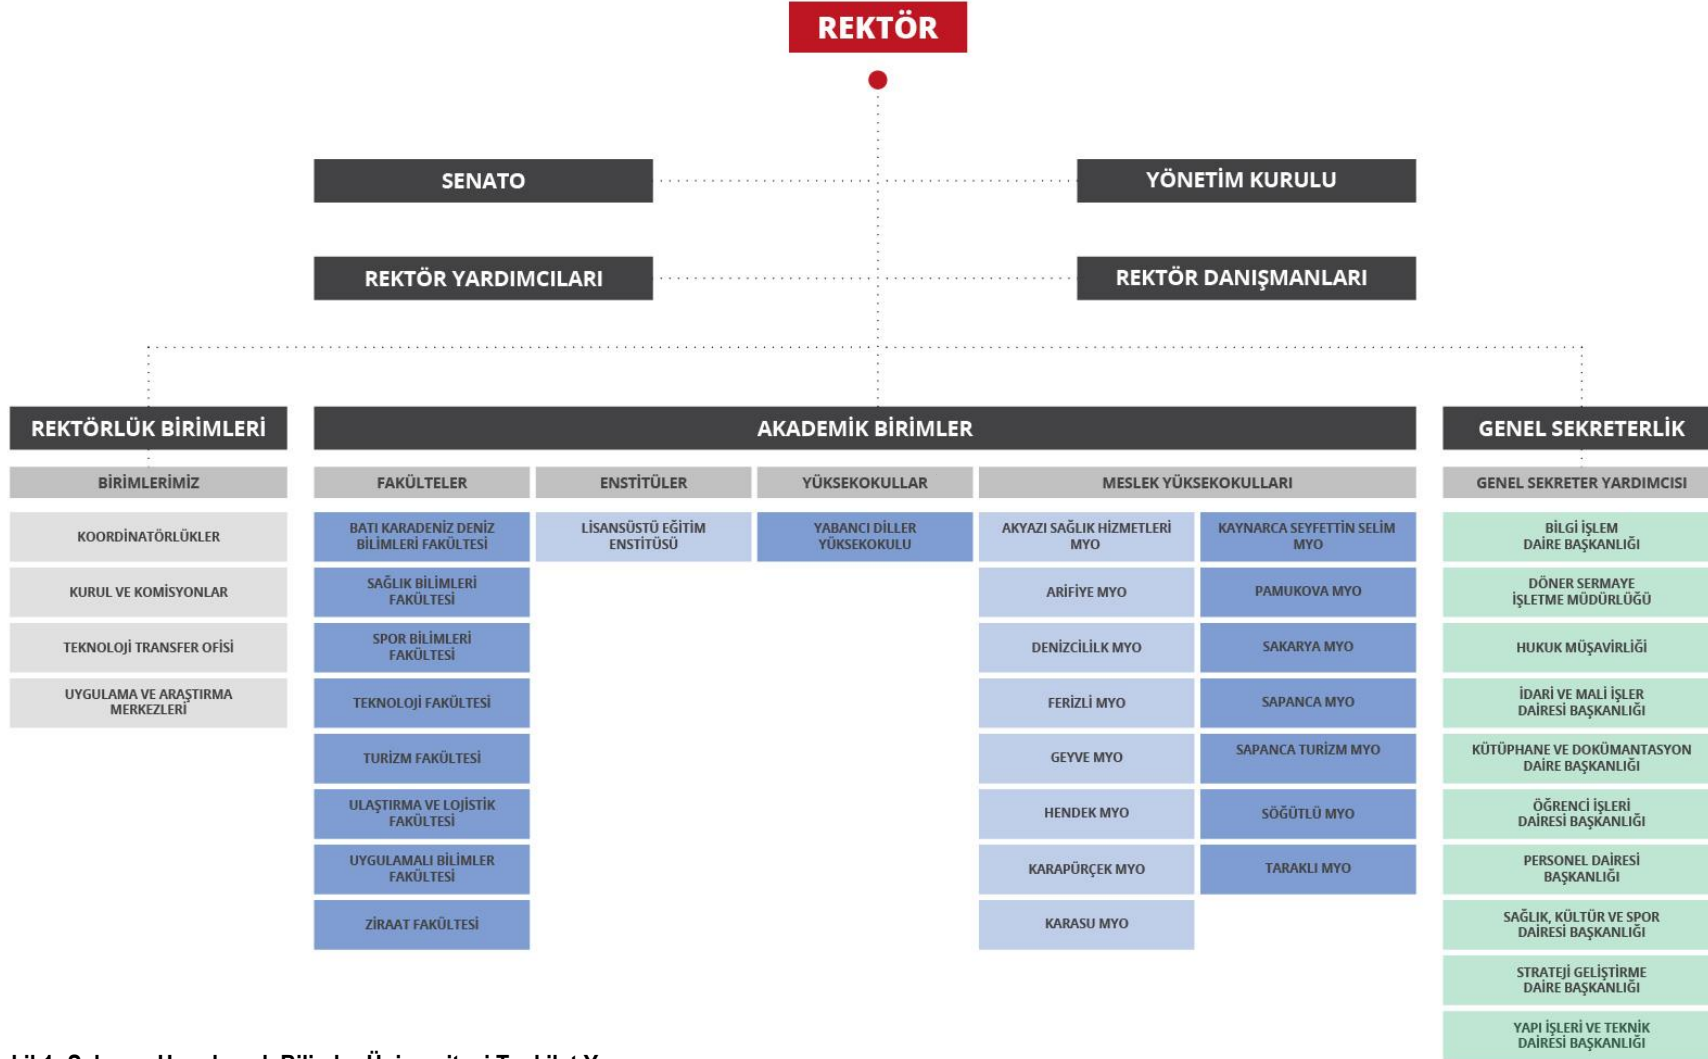 REKTÖR
SENATO
YÖNETİM KURULU
REKTÖR YARDIMCILARI
REKTÖR DANIŞMANLARI
REKTÖRLÜK BİRİMLERİ
AKADEMİK BİRİMLER
GENEL SEKRETERLİK
BİRİMLERİMİZ
FAKÜLTELER
ENSTİTÜLER
YÜKSEKOKULLAR
MESLEK YÜKSEKOKULLARI
GENEL SEKRETER YARDIMCISI
KOORDİNATÖRLÜKLER
KURUL VE KOMİSYONLAR
TEKNOLOJİ TRANSFER OFİSİ
UYGULAMA VE ARAŞTIRMA
MERKEZLERİ
BATI KARADENİZ DENİZ
BİLİMLERİ FAKÜLTESİ
SAĞLIK BİLİMLERİ
FAKÜLTESİ
SPOR BİLİMLERİ
FAKÜLTESİ
TEKNOLOJİ FAKÜLTESİ
TURİZM FAKÜLTESİ
ULAŞTIRMA VE LOJİSTİK
FAKÜLTESİ
UYGULAMALI BİLİMLER
FAKÜLTESİ
ZİRAAT FAKÜLTESİ
LİSANSÜSTÜ EĞİTİM
ENSTİTÜSÜ
YABANCI DİLLER
YÜKSEKOKULU
AKYAZI SAĞLIK HİZMETLERİ
MYO
ARİFİYE MYO
DENİZCİLİLK MYO
FERİZLİ MYO
GEYVE MYO
HENDEK MYO
KARAPÜRÇEK MYO
KARASU MYO
KAYNARCA SEYFETTİN SELİM
MYO
PAMUKOVA MYO
SAKARYA MYO
SAPANCA MYO
SAPANCA TURİZM MYO
SÖĞÜTLÜ MYO
TARAKLI MYO
BİLGİ İŞLEM
DAİRE BAŞKANLIĞI
DÖNER SERMAYE
İŞLETME MÜDÜRLÜĞÜ
HUKUK MÜŞAVİRLİĞİ
İDARİ VE MALİ İŞLER
DAİRESİ BAŞKANLIĞI
KÜTÜPHANE VE DOKÜMANTASYON
DAİRE BAŞKANLIĞI
ÖĞRENCİ İŞLERİ
DAİRESİ BAŞKANLIĞI
PERSONEL DAİRESİ
BAŞKANLIĞI
SAĞLIK, KÜLTÜR VE SPOR
DAİRESİ BAŞKANLIĞI
STRATEJİ GELİŞTİRME
DAİRE BAŞKANLIĞI
YAPI İŞLERİ VE TEKNİK
DAİRESİ BAŞKANLIĞI